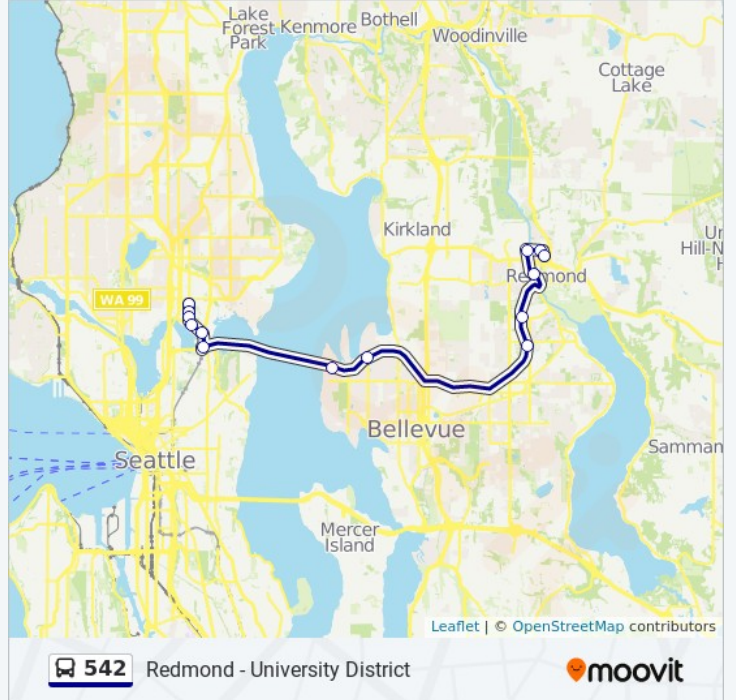 Lake
Forest
Park
Kenmore
Bothell
Woodinville
Cottage
Lake
Kirkland
Hill-N
Redmond
WA 99
Bellevue
Seattle
Samman
Mercer
Island
Leaflet | © OpenStreetMap contributors
542 Redmond - University District
moovit